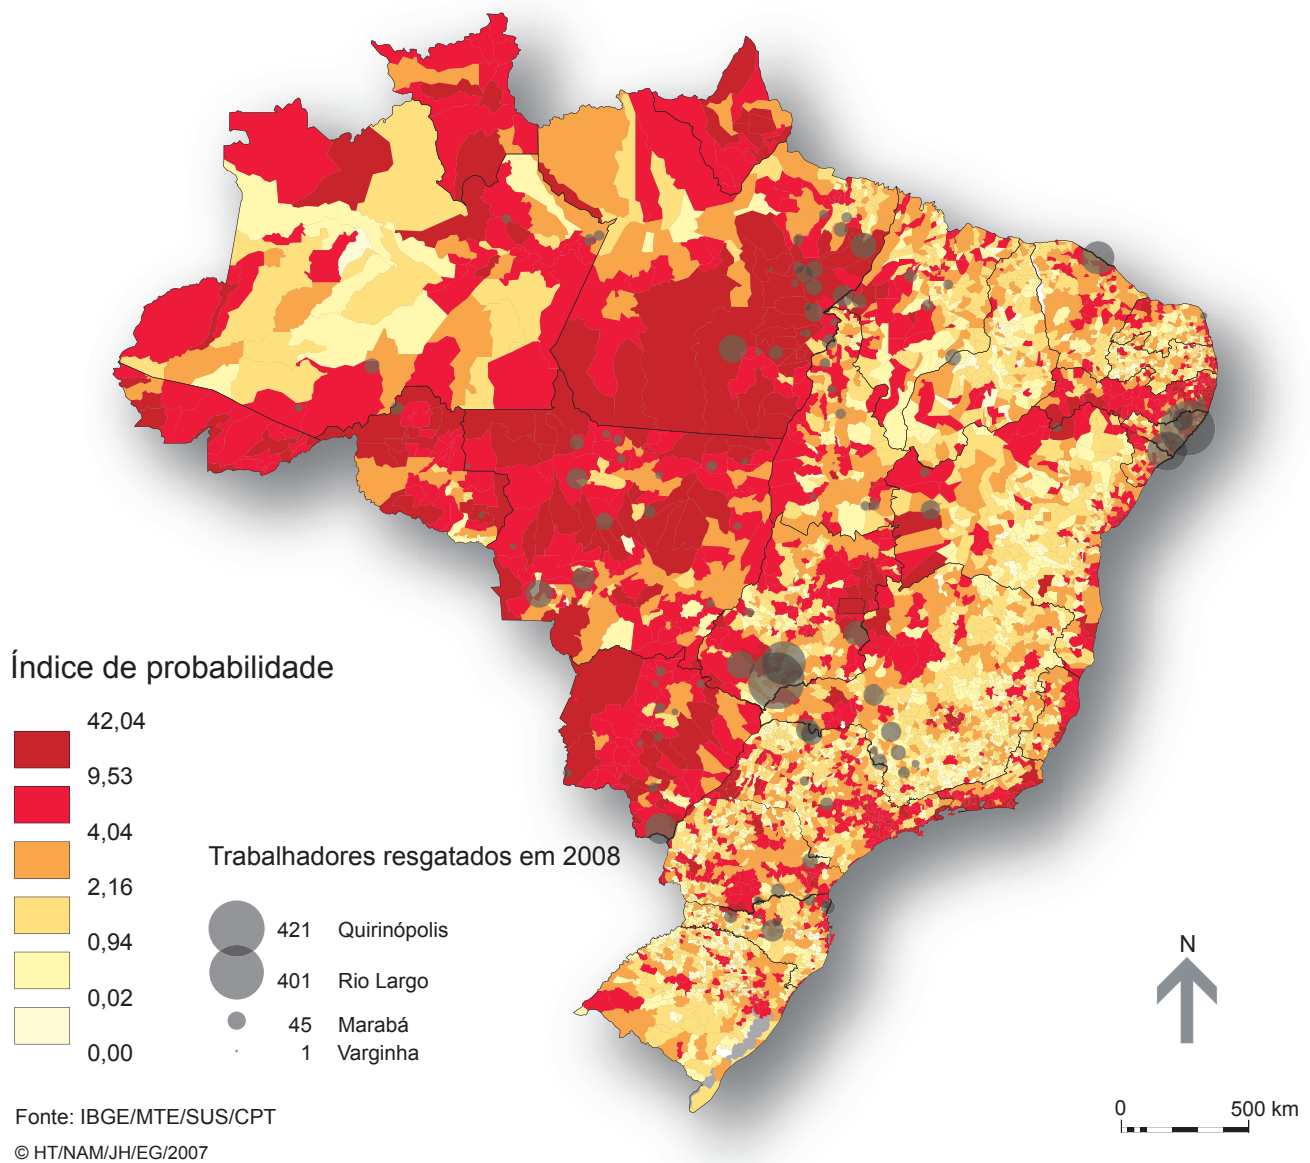 Índice de probabilidade
42,04
9,53
4,04
2,16
0,94
0,02
0,00
Trabalhadores resgatados em 2008
421 Quirinópolis
401 Rio Largo
45 Marabá
1 Varginha
N
0 500 km
Fonte: IBGE/MTE/SUS/CPT
© HT/NAM/JH/EG/2007